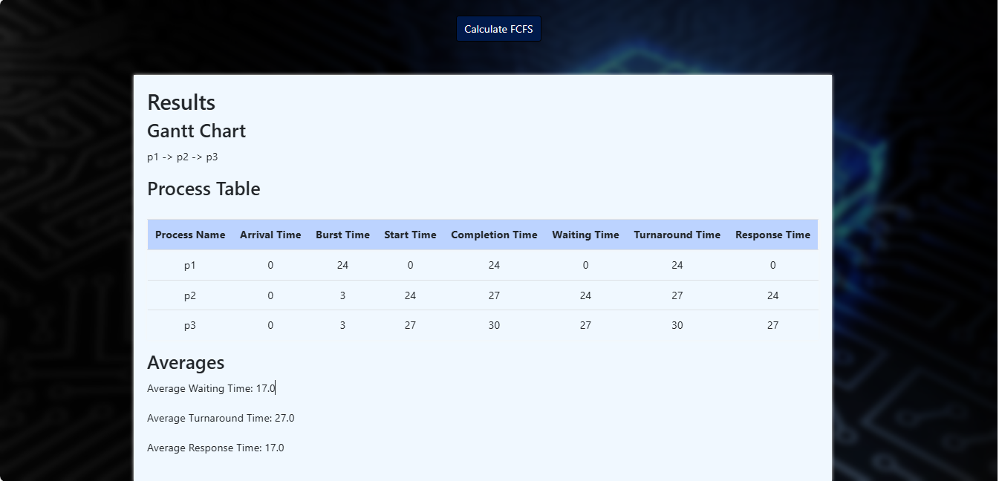 Calculate FCFS
Results
Gantt Chart
p1 -> p2 -> p3
Process Table
Process Name Arrival Time Burst Time Start Time Completion Time Waiting Time Turnaround Time Response Time
p1 0 24 0 24 0 24 0
p2 0 3 24 27 24 27 24
p3 0 3 27 30 27 30 27
Averages
Average Waiting Time: 17.0
Average Turnaround Time: 27.0
Average Response Time: 17.0